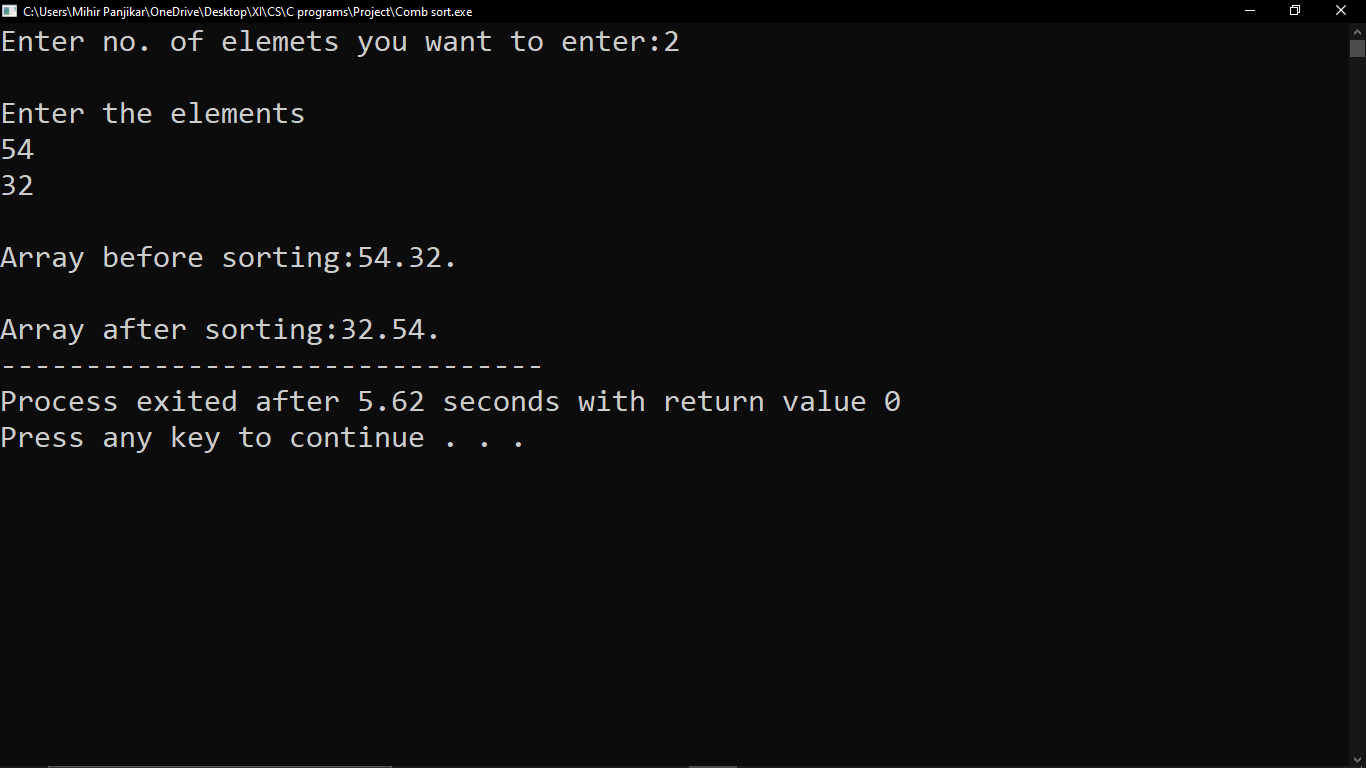 C:\Users\Mihir Panjikar\OneDrive\Desktop\XI\CS\C programs\Project\Comb sort.exe
Enter no. of elemets you want to enter:2
Enter the elements
54
32
Array before sorting:54.32.
Array after sorting:32.54.
--------------------------------
Process exited after 5.62 seconds with return value 0
Press any key to continue . . .